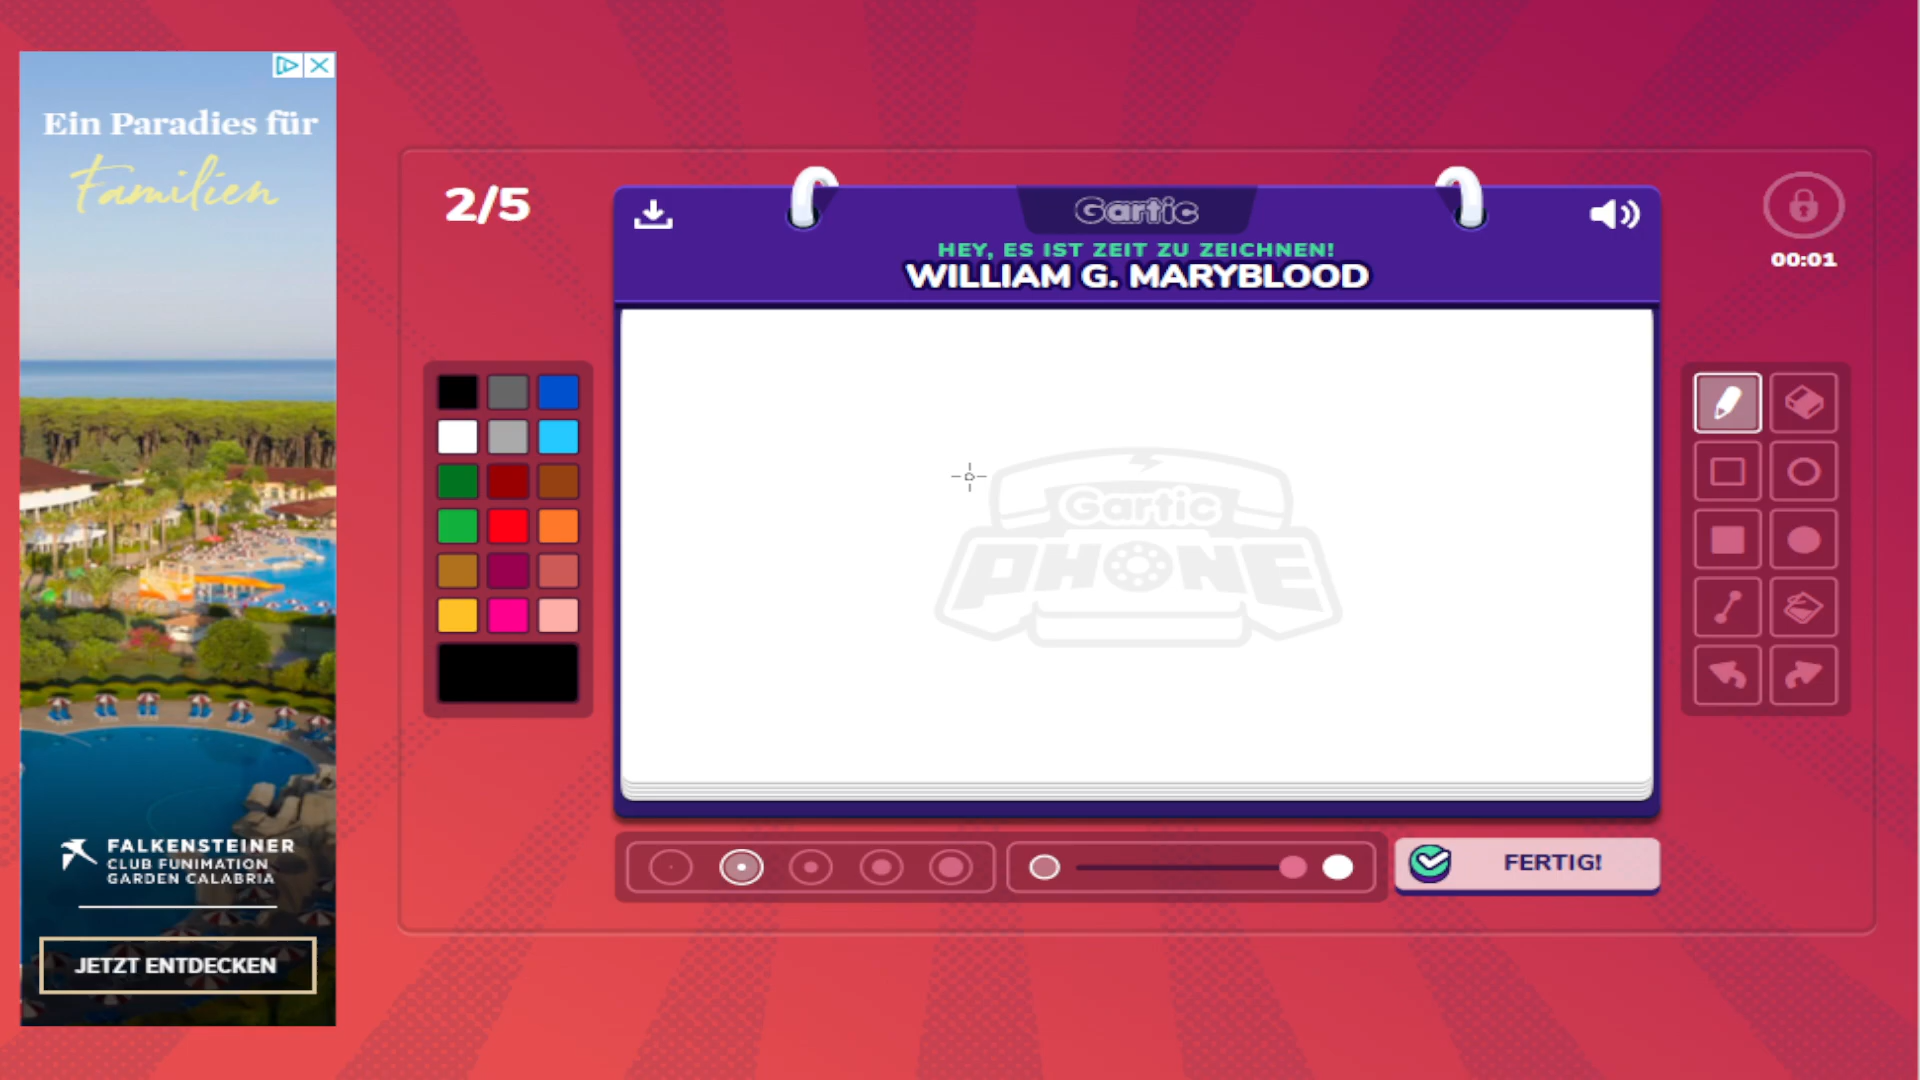 Ein Paradies für
Familien
FALKENSTEINER
CLUB FUNIMATION
GARDEN CALABRIA
JETZT ENTDECKEN
2/5
Gartic
HEY, ES IST ZEIT ZU ZEICHNEN!
WILLIAM G. MARYBLOOD
00:01
Gartic
PHONE
FERTIG!